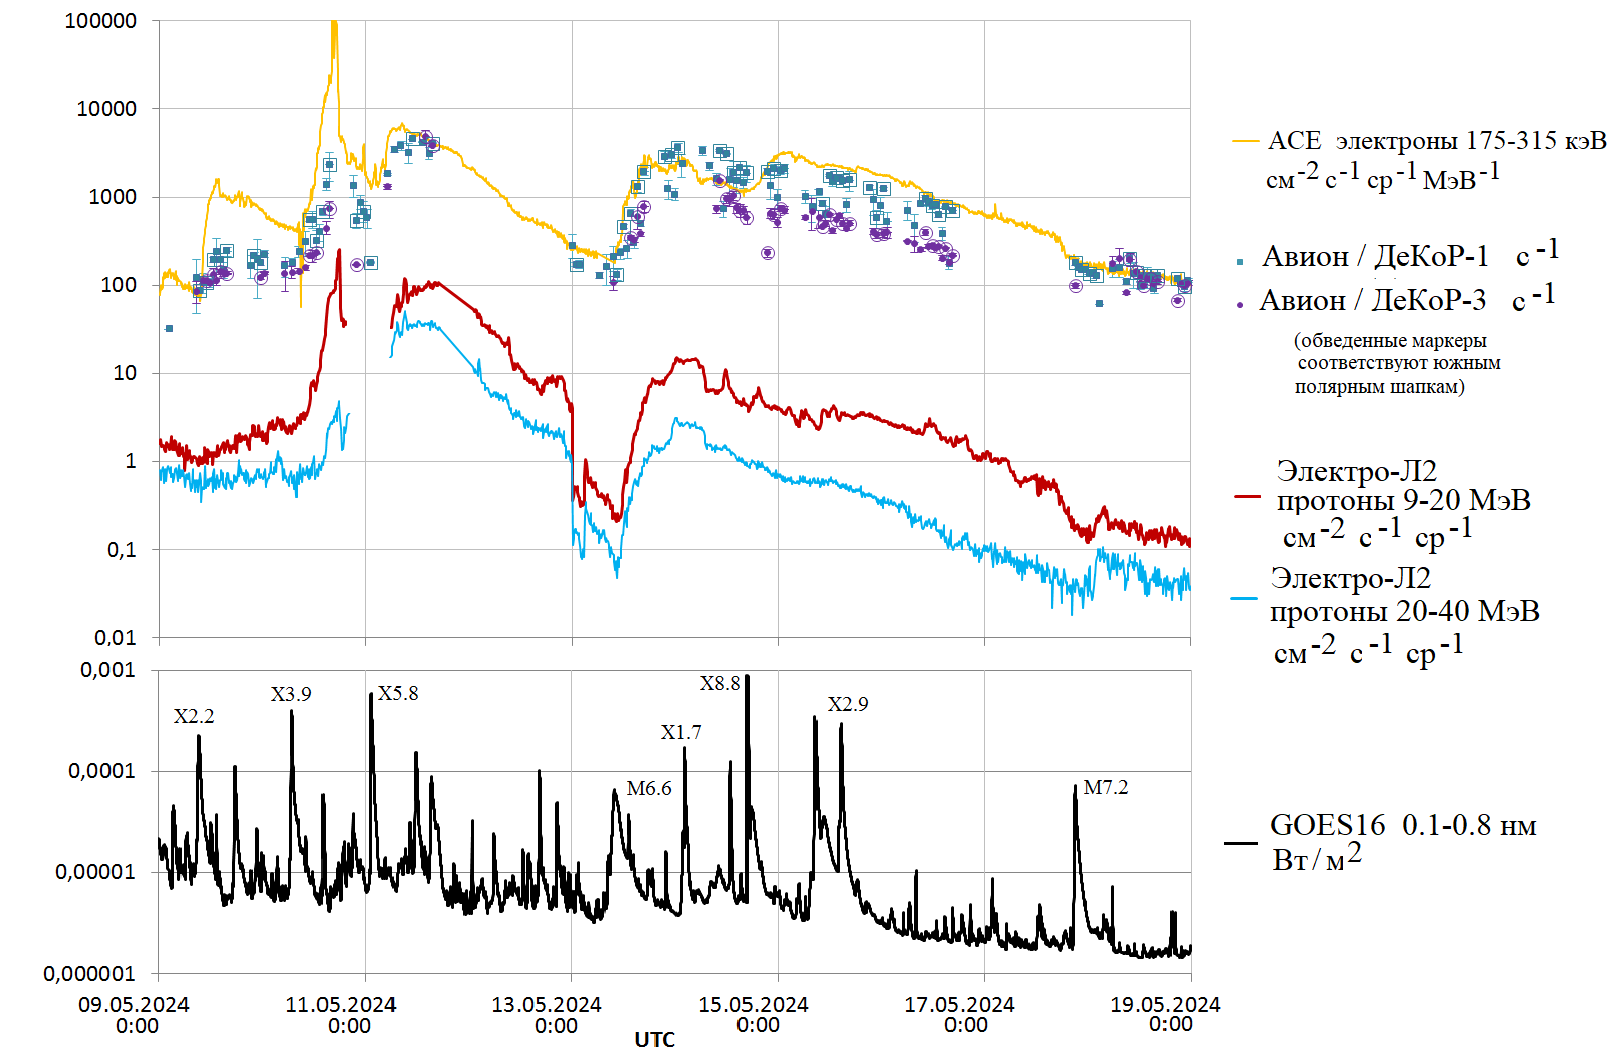 100000
10000
1000
100
10
1
0,1
0,01
ACE электроны 175-315 кэВ
см-2 с-1 ср-1 МэВ-1
Авион / ДеКоР-1 с-1
Авион / ДеКоР-3 с-1
(обведенные маркеры
соответствуют южным
полярным шапкам)
Электро-Л2
протоны 9-20 МэВ
см-2 с-1 ср-1
Электро-Л2
протоны 20-40 МэВ
см-2 с-1 ср-1
0,001
0,0001
0,00001
0,000001
X2.2
X3.9
X5.8
M6.6
X1.7
X8.8
X2.9
M7.2
GOES16 0.1-0.8 нм
Вт/м2
09.05.2024 11.05.2024 13.05.2024 15.05.2024 17.05.2024 19.05.2024
0:00 0:00 0:00 0:00 0:00 0:00
UTC